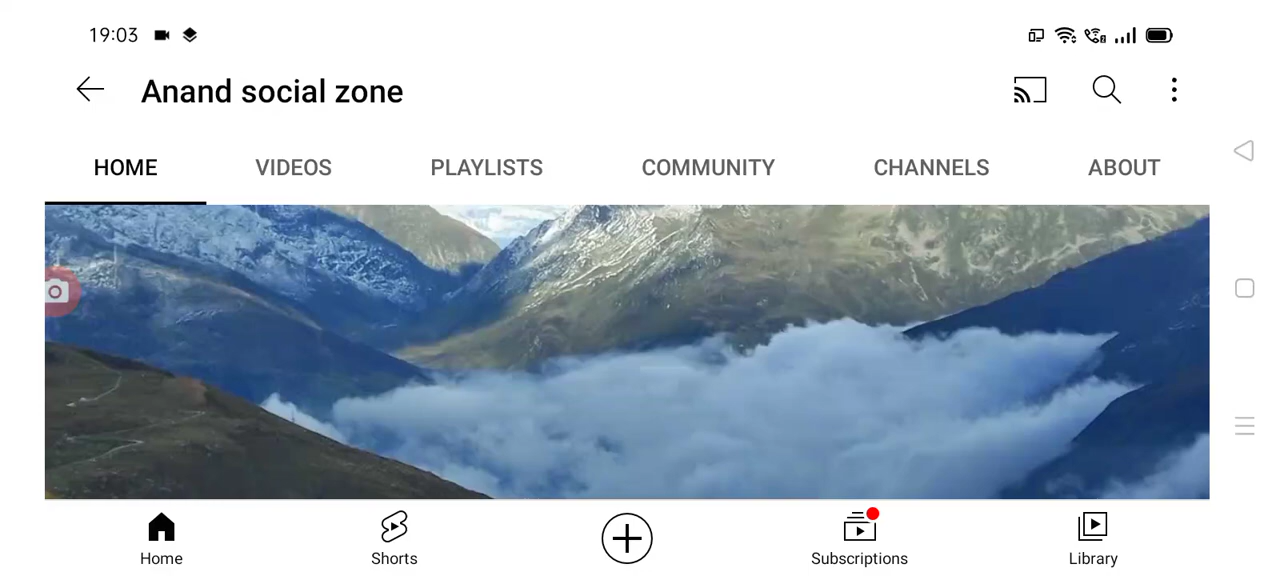 19:03
Anand social zone
HOME VIDEOS PLAYLISTS COMMUNITY CHANNELS ABOUT
Home Shorts Subscriptions Library